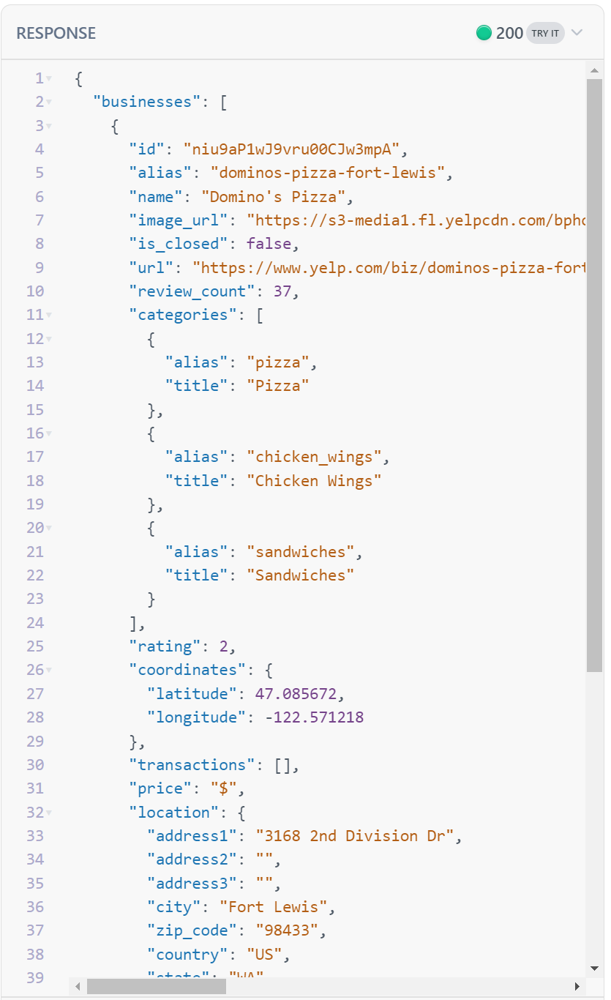 RESPONSE 200 TRY IT
1 {
2 "businesses": [
3 {
4 "id": "niu9aP1wJ9vru00CJw3mpA",
5 "alias": "dominos-pizza-fort-lewis",
6 "name": "Domino's Pizza",
7 "image_url": "https://s3-media1.fl.yelpcdn.com/bpho
8 "is_closed": false,
9 "url": "https://www.yelp.com/biz/dominos-pizza-fort
10 "review_count": 37,
11 "categories": [
12 {
13 "alias": "pizza",
14 "title": "Pizza"
15 },
16 {
17 "alias": "chicken_wings",
18 "title": "Chicken Wings"
19 },
20 {
21 "alias": "sandwiches",
22 "title": "Sandwiches"
23 }
24 ],
25 "rating": 2,
26 "coordinates": {
27 "latitude": 47.085672,
28 "longitude": -122.571218
29 },
30 "transactions": [],
31 "price": "$",
32 "location": {
33 "address1": "3168 2nd Division Dr",
34 "address2": "",
35 "address3": "",
36 "city": "Fort Lewis",
37 "zip_code": "98433",
38 "country": "US",
39 "state": "WA"